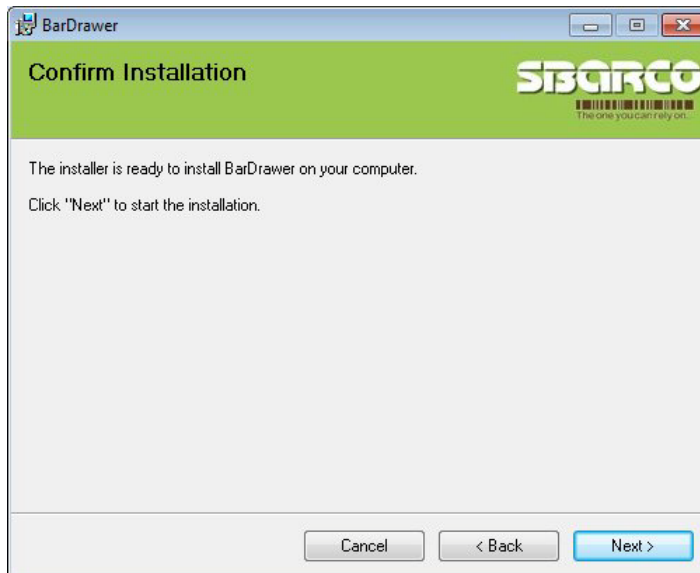 BarDrawer
Confirm Installation
SBARCO
The one you can rely on...
The installer is ready to install BarDrawer on your computer.
Click "Next" to start the installation.
Cancel
< Back
Next >